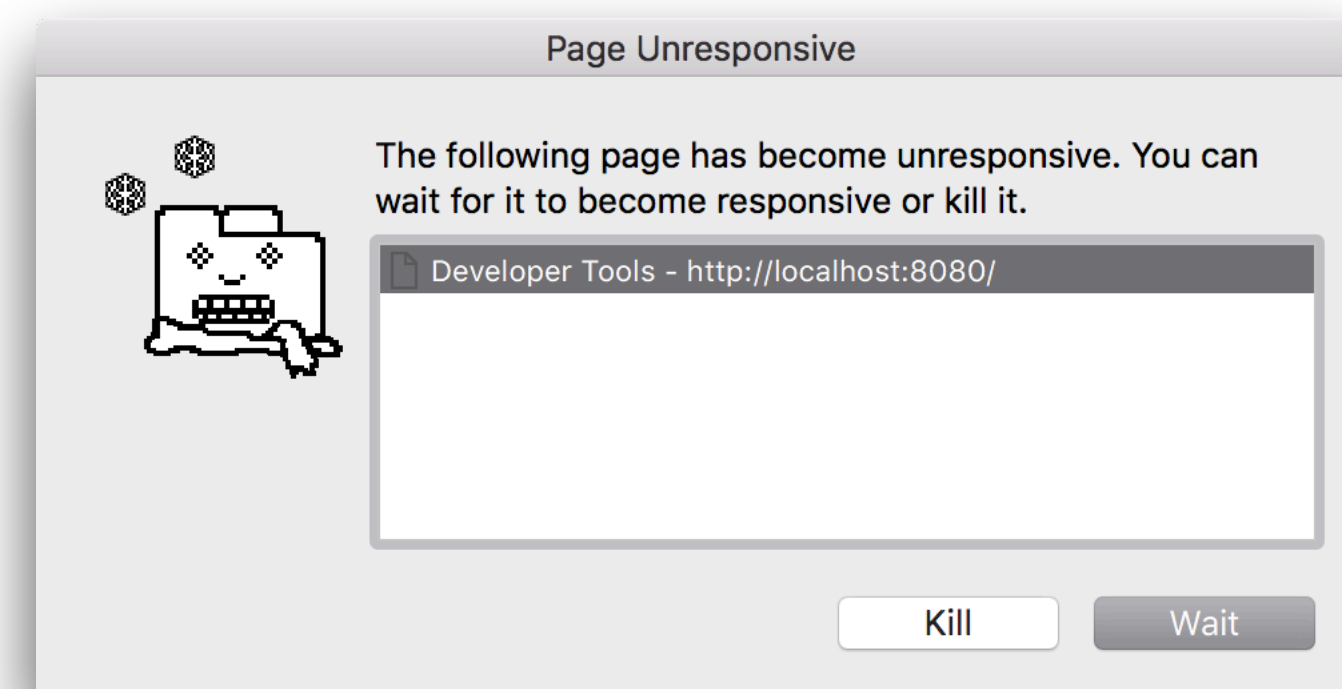 Page Unresponsive
The following page has become unresponsive. You can
wait for it to become responsive or kill it.
Developer Tools - http://localhost:8080/
Kill
Wait